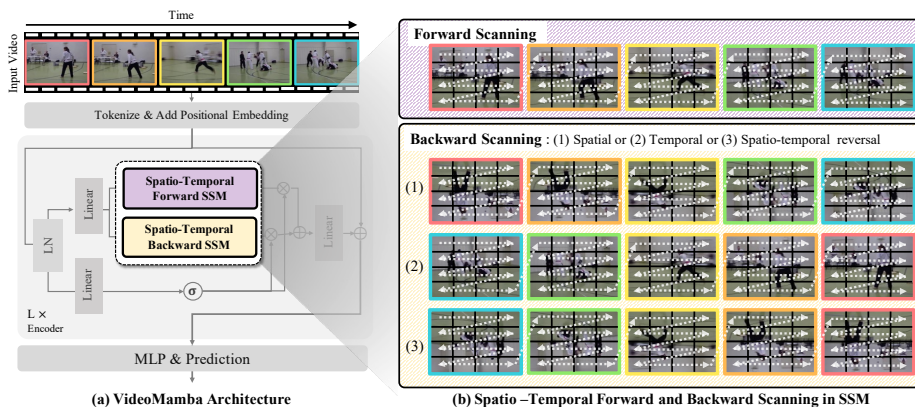 Time
Input Video
Tokenize & Add Positional Embedding
LN
Linear
Linear
Spatio-Temporal
Forward SSM
Spatio-Temporal
Backward SSM
σ
Linear
L ×
Encoder
MLP & Prediction
(a) VideoMamba Architecture
Forward Scanning
Backward Scanning : (1) Spatial or (2) Temporal or (3) Spatio-temporal reversal
(1)
(2)
(3)
(b) Spatio –Temporal Forward and Backward Scanning in SSM